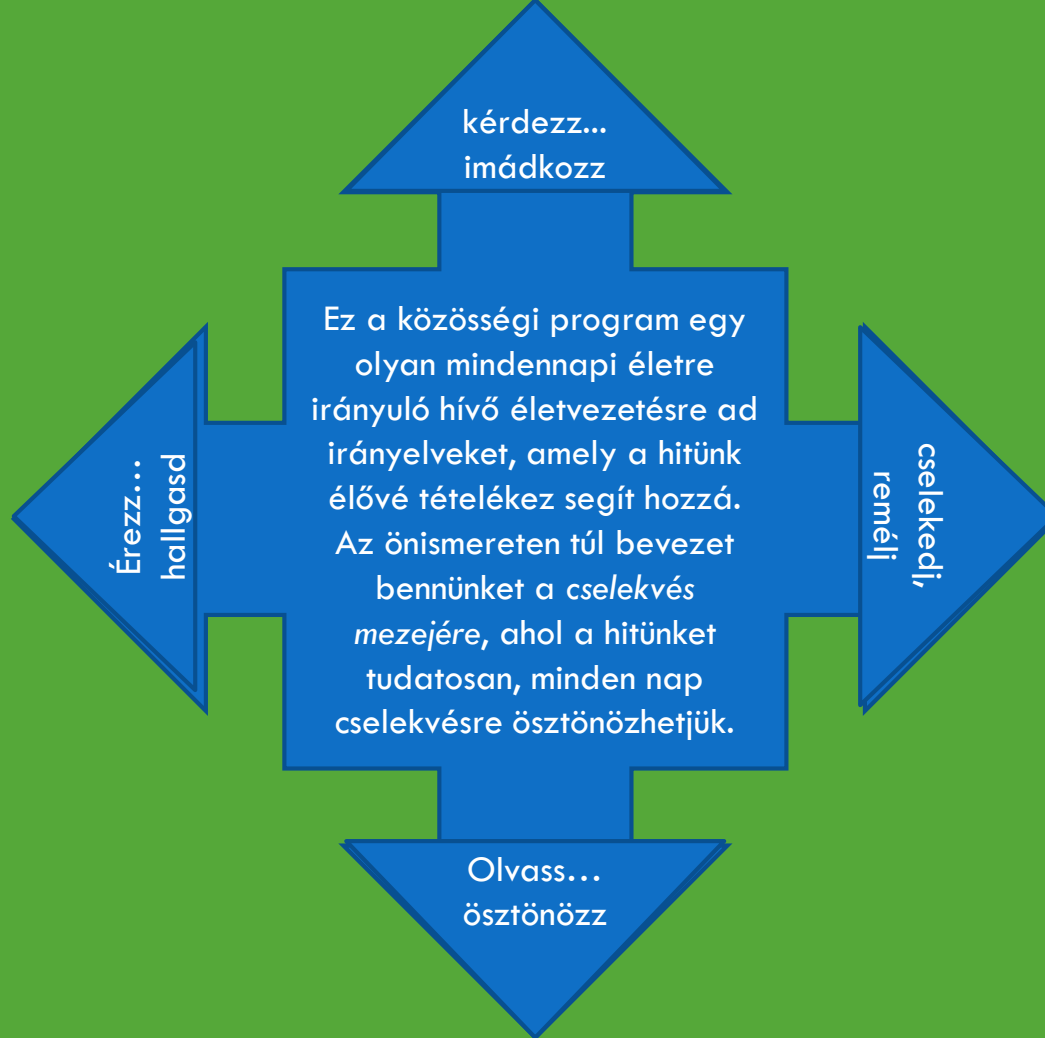 kérdezz...
imádkozz
Ez a közösségi program egy
olyan mindennapi életre
irányuló hívő életvezetésre ad
irányelveket, amely a hitünk
élővé tételékez segít hozzá.
Az önismereten túl bevezet
bennünket a cselekvés
mezejére, ahol a hitünket
tudatosan, minden nap
cselekvésre ösztönözhetjük.
Érezz…
hallgasd
cselekedj,
remélj
Olvass…
ösztönözz